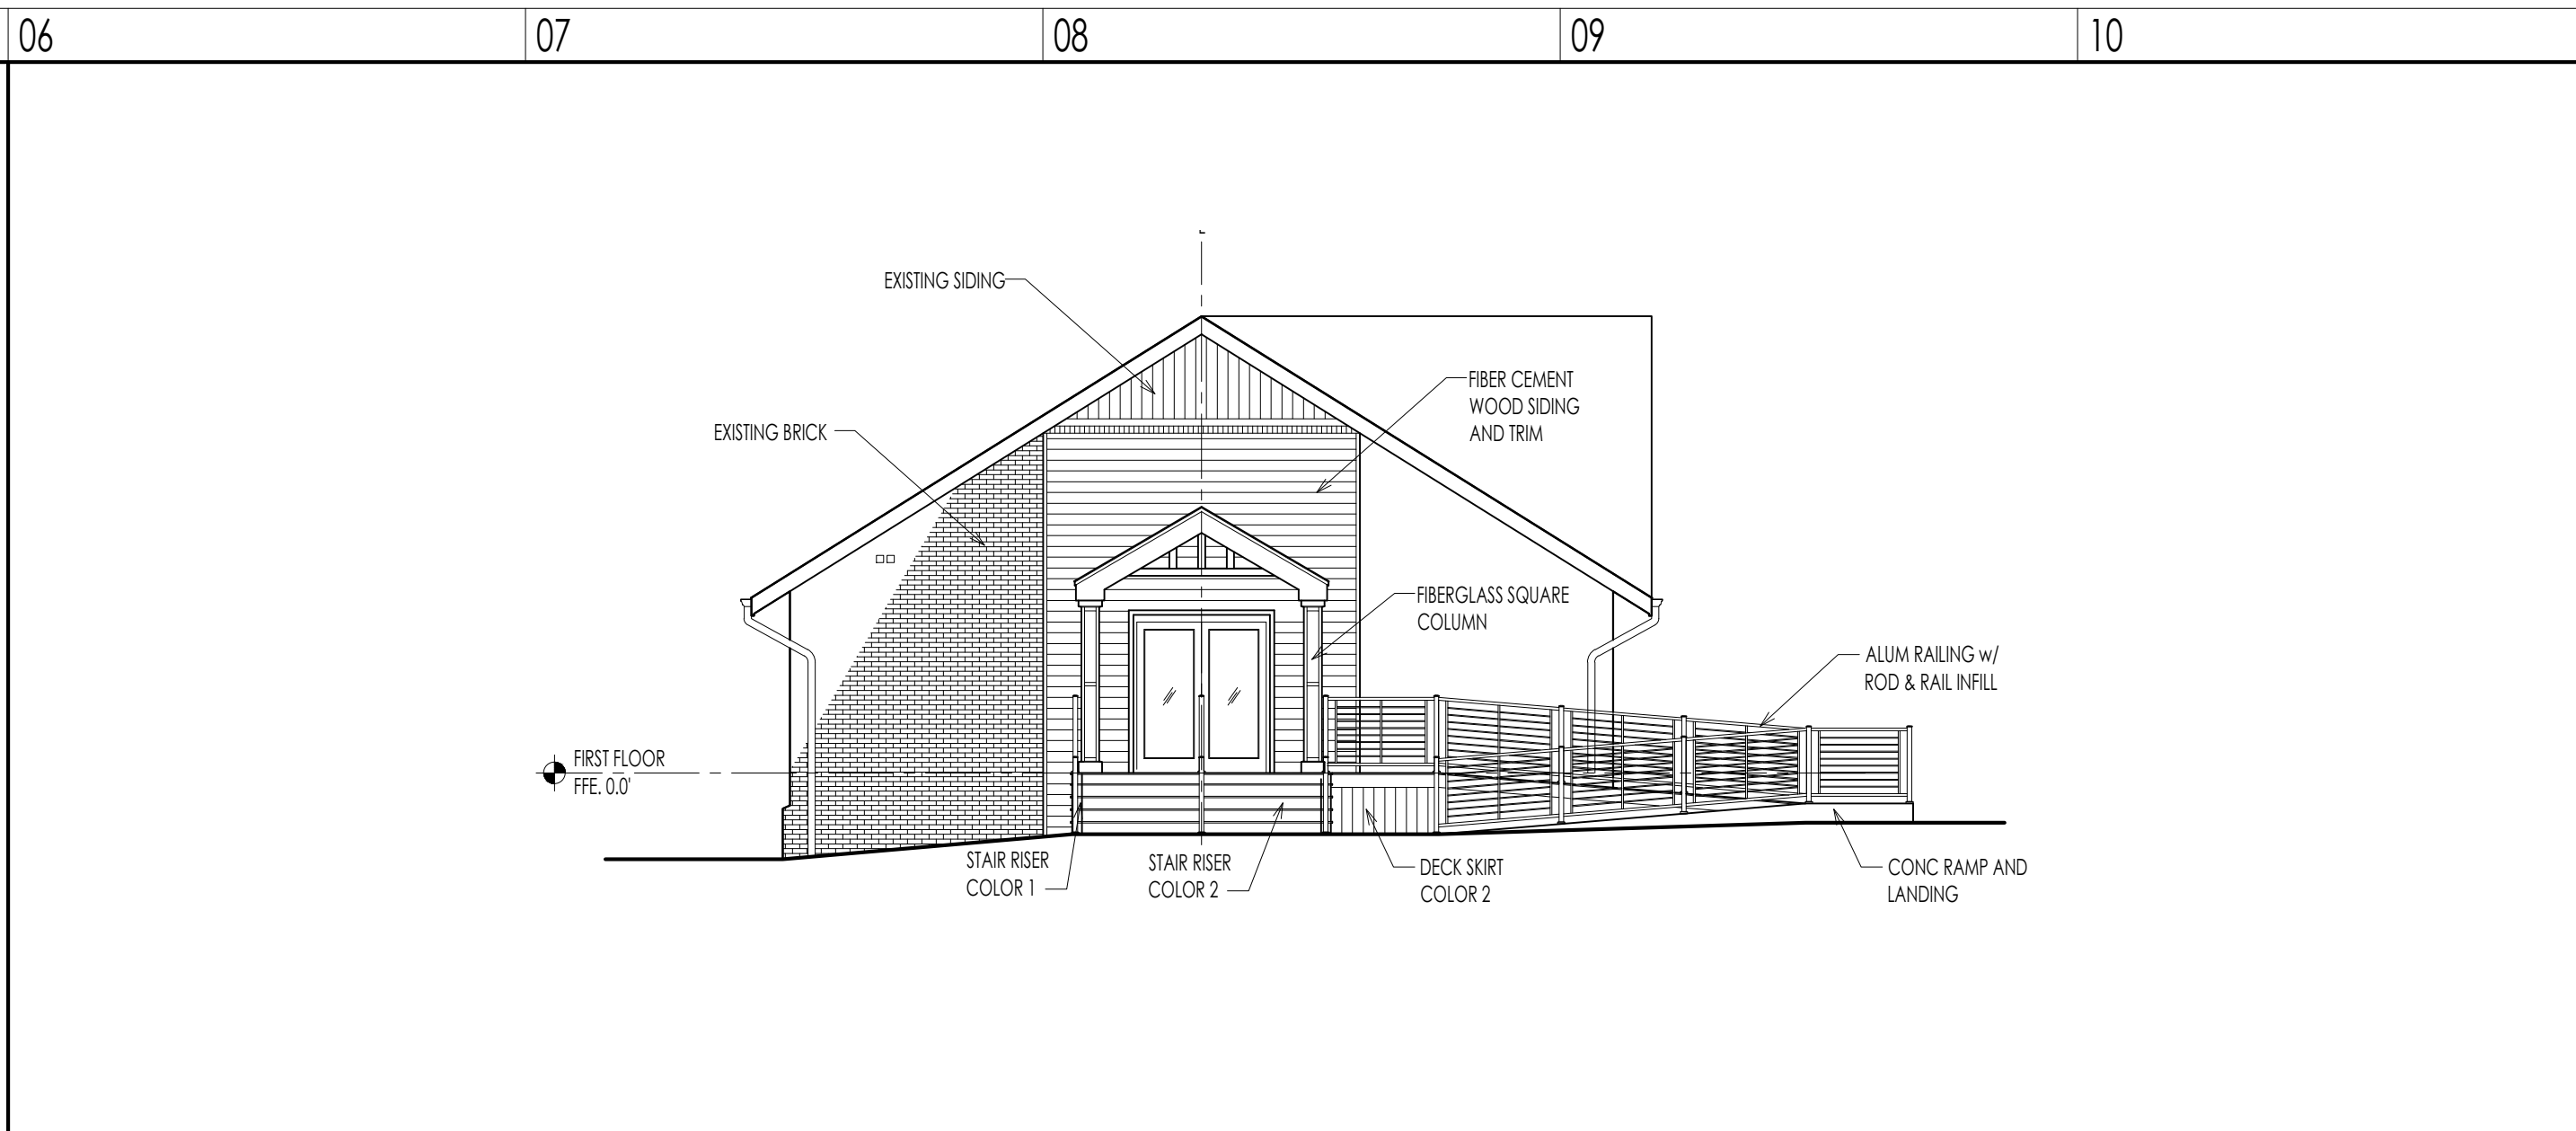 06
07
08
09
10
EXISTING SIDING
FIBER CEMENT
WOOD SIDING
AND TRIM
EXISTING BRICK
FIBERGLASS SQUARE
COLUMN
ALUM RAILING w/
ROD & RAIL INFILL
FIRST FLOOR
FFE. 0.0'
STAIR RISER
COLOR 1
STAIR RISER
COLOR 2
DECK SKIRT
COLOR 2
CONC RAMP AND
LANDING